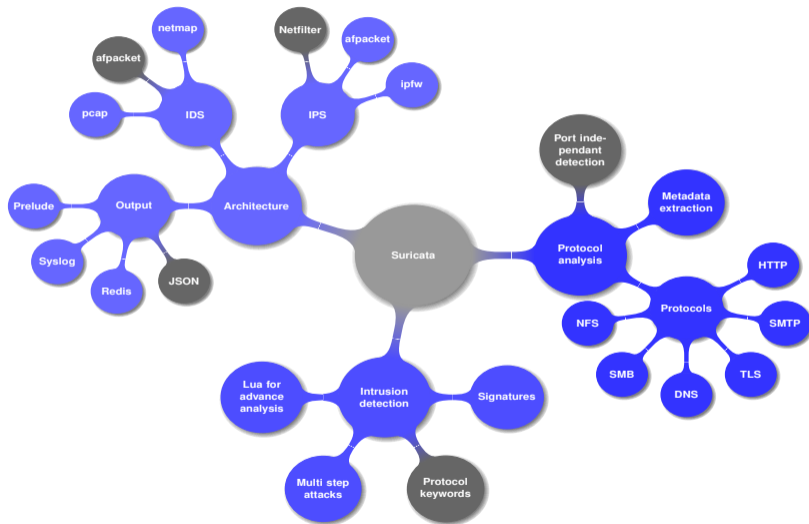 netmap
Netfilter
afpacket
afpacket
ipfw
pcap
IDS
IPS
Port inde-
pendant
detection
Metadata
extraction
Prelude
Output
Architecture
Suricata
Protocol
analysis
Syslog
Redis
JSON
HTTP
NFS
Protocols
SMTP
SMB
DNS
TLS
Lua for
advance
analysis
Intrusion
detection
Signatures
Multi step
attacks
Protocol
keywords